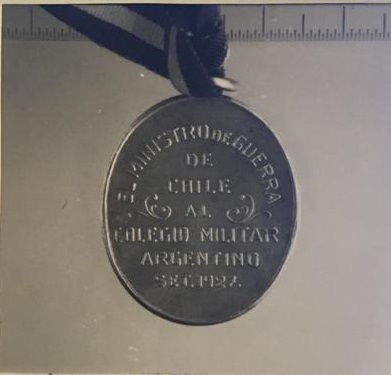 EL MINISTRO DE GUERRA
DE
CHILE
AL
COLEGIO MILITAR
ARGENTINO
SET. 1924